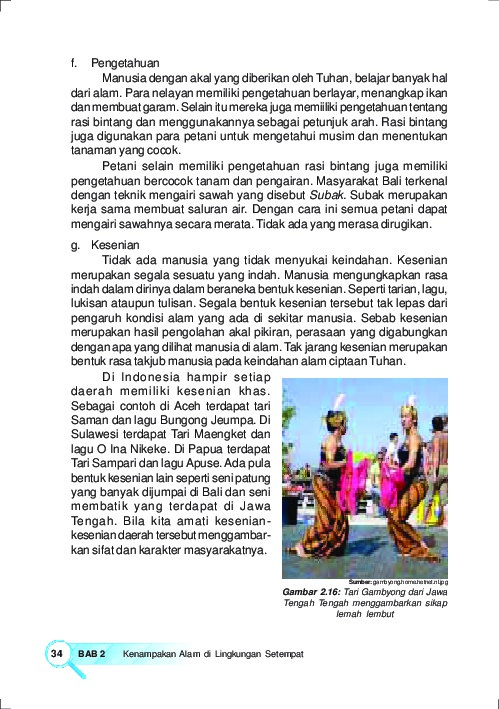 f. Pengetahuan
Manusia dengan akal yang diberikan oleh Tuhan, belajar banyak hal
dari alam. Para nelayan memiliki pengetahuan berlayar, menangkap ikan
dan membuat garam. Selain itu mereka juga memiiliki pengetahuan tentang
rasi bintang dan menggunakannya sebagai petunjuk arah. Rasi bintang
juga digunakan para petani untuk mengetahui musim dan menentukan
tanaman yang cocok.
Petani selain memiliki pengetahuan rasi bintang juga memiliki
pengetahuan bercocok tanam dan pengairan. Masyarakat Bali terkenal
dengan teknik mengairi sawah yang disebut Subak. Subak merupakan
kerja sama membuat saluran air. Dengan cara ini semua petani dapat
mengairi sawahnya secara merata. Tidak ada yang merasa dirugikan.
g. Kesenian
Tidak ada manusia yang tidak menyukai keindahan. Kesenian
merupakan segala sesuatu yang indah. Manusia mengungkapkan rasa
indah dalam dirinya dalam beraneka bentuk kesenian. Seperti tarian, lagu,
lukisan ataupun tulisan. Segala bentuk kesenian tersebut tak lepas dari
pengaruh kondisi alam yang ada di sekitar manusia. Sebab kesenian
merupakan hasil pengolahan akal pikiran, perasaan yang digabungkan
dengan apa yang dilihat manusia di alam. Tak jarang kesenian merupakan
bentuk rasa takjub manusia pada keindahan alam ciptaan Tuhan.
Di Indonesia hampir setiap
daerah memiliki kesenian khas.
Sebagai contoh di Aceh terdapat tari
Saman dan lagu Bungong Jeumpa. Di
Sulawesi terdapat Tari Maengket dan
lagu O Ina Nikeke. Di Papua terdapat
Tari Sampari dan lagu Apuse. Ada pula
bentuk kesenian lain seperti seni patung
yang banyak dijumpai di Bali dan seni
membatik yang terdapat di Jawa
Tengah. Bila kita amati kesenian-
kesenian daerah tersebut menggambar-
kan sifat dan karakter masyarakatnya.
Sumber: gambyong.home.hetnet.nl.jpg
Gambar 2.16: Tari Gambyong dari Jawa
Tengah Tengah menggambarkan sikap
lemah lembut
34 BAB 2 Kenampakan Alam di Lingkungan Setempat